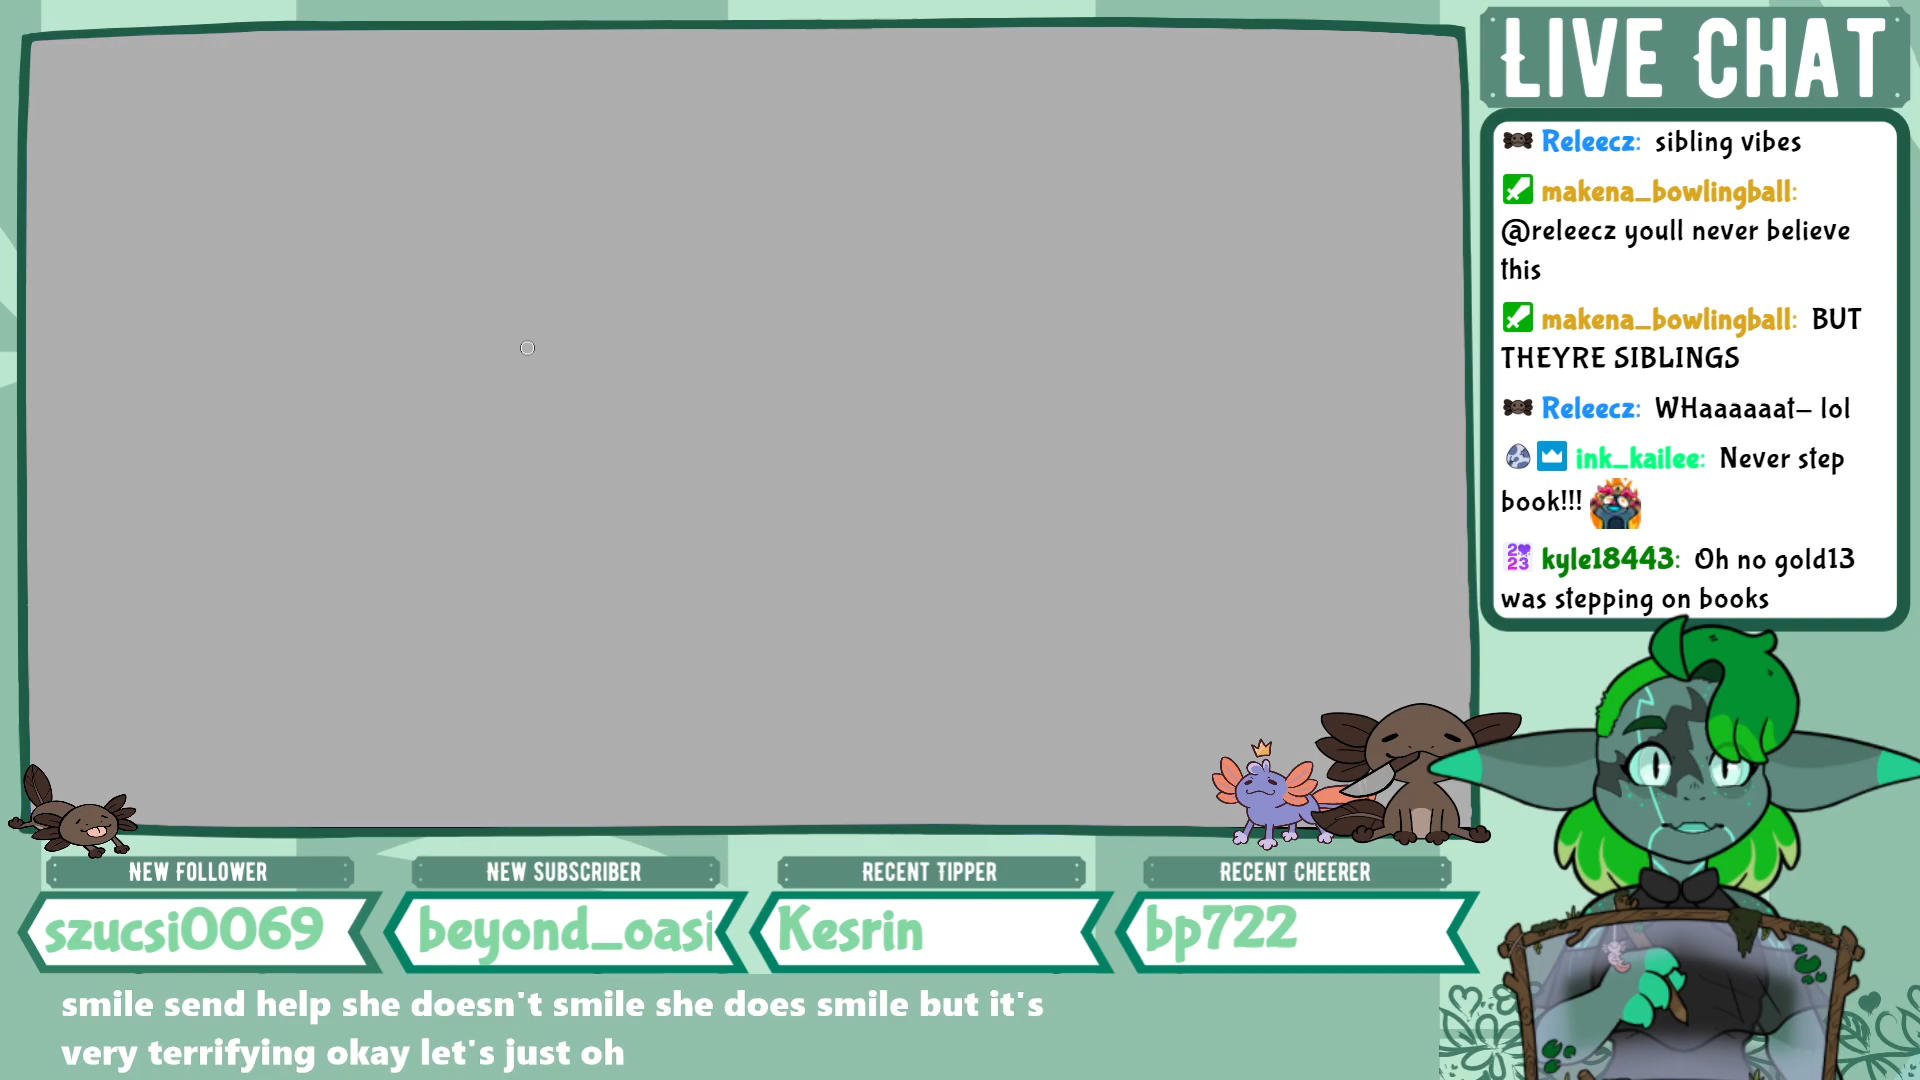 LIVE CHAT
Releecz: sibling vibes
makena_bowlingball:
@releecz youll never believe
this
makena_bowlingball: BUT
THEYRE SIBLINGS
Releecz: WHaaaaaat– lol
ink_kailee: Never step
book!!!
2023 kyle18443: Oh no gold13
was stepping on books
NEW FOLLOWER
szucsi0069
NEW SUBSCRIBER
beyond_oasi
RECENT TIPPER
Kesrin
RECENT CHEERER
bp722
smile send help she doesn't smile she does smile but it's
very terrifying okay let's just oh